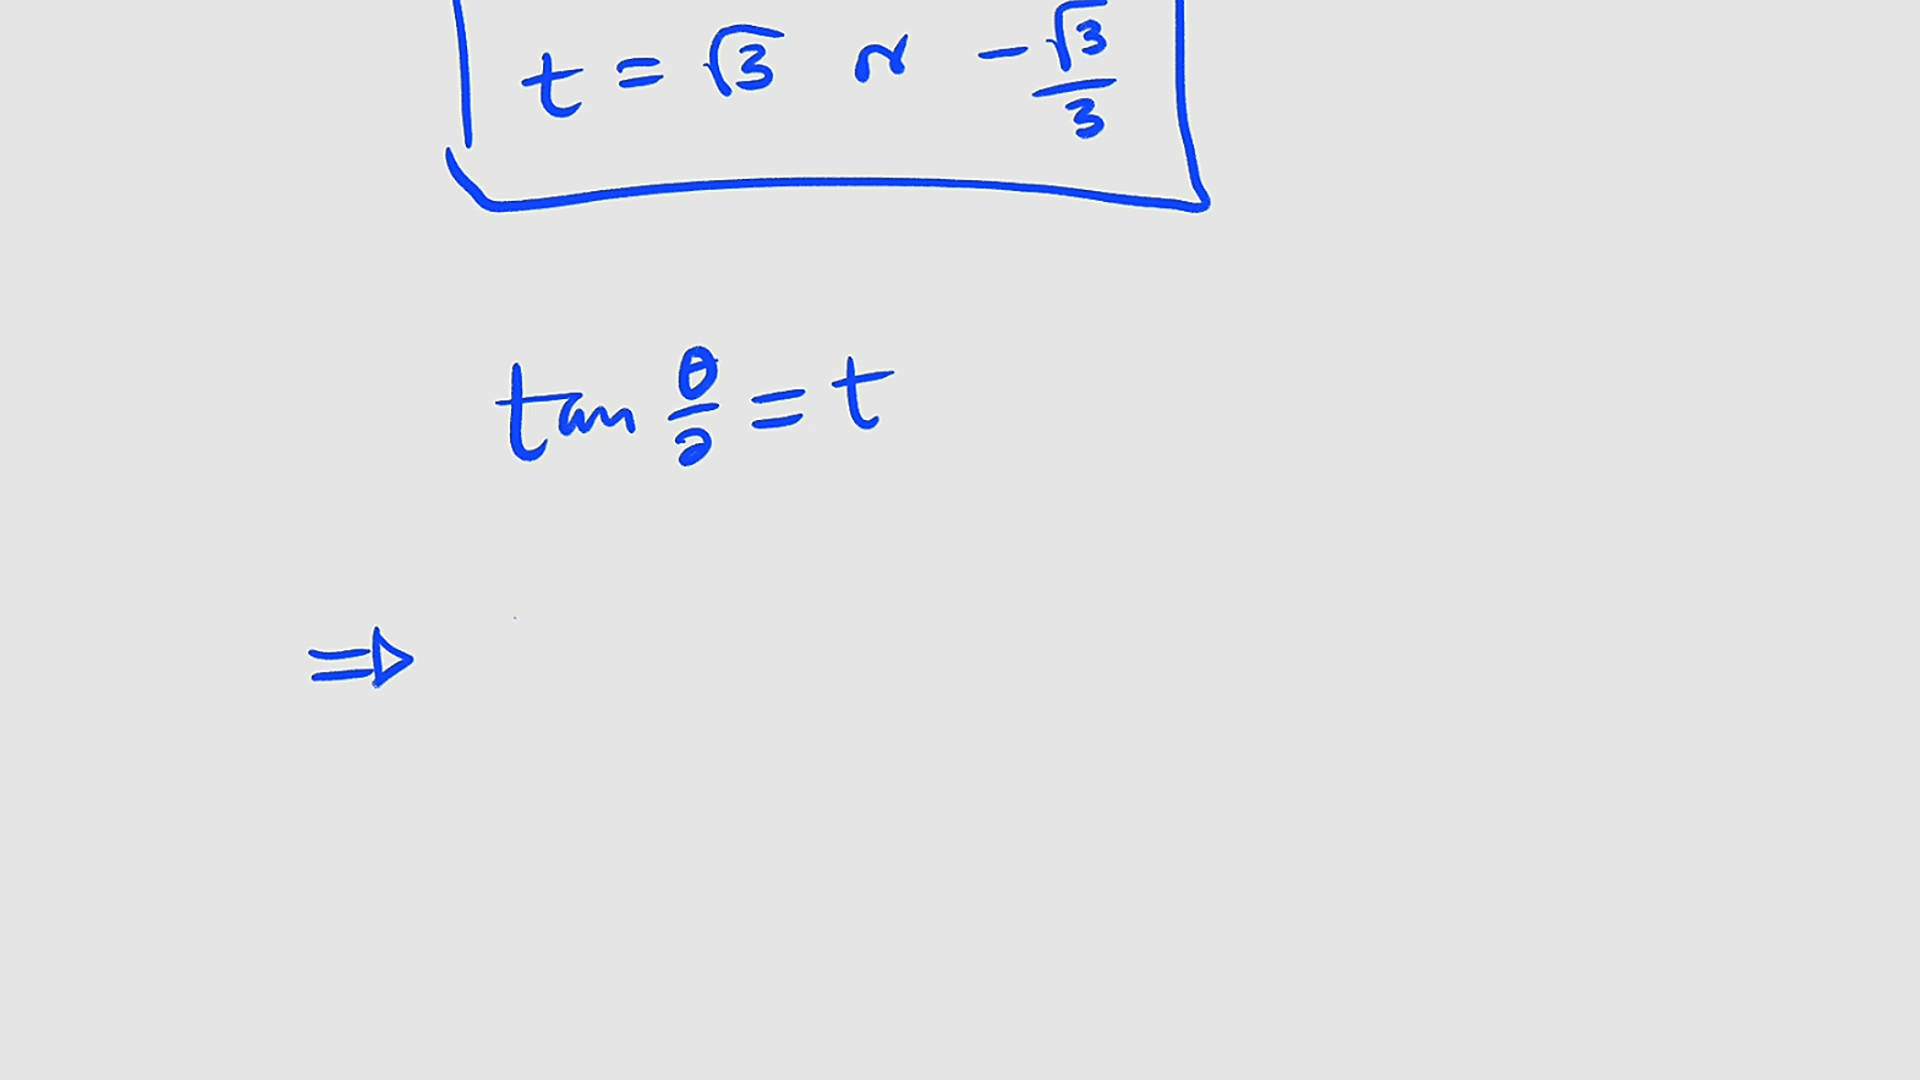 t = √3 or -√3/3
tan θ/2 = t
⇒